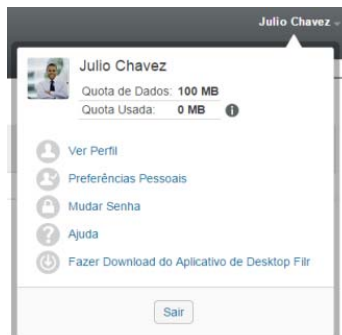 Julio Chavez
Julio Chavez
Quota de Dados: 100 MB
Quota Usada: 0 MB
Ver Perfil
Preferências Pessoais
Mudar Senha
Ajuda
Fazer Download do Aplicativo de Desktop Filr
Sair